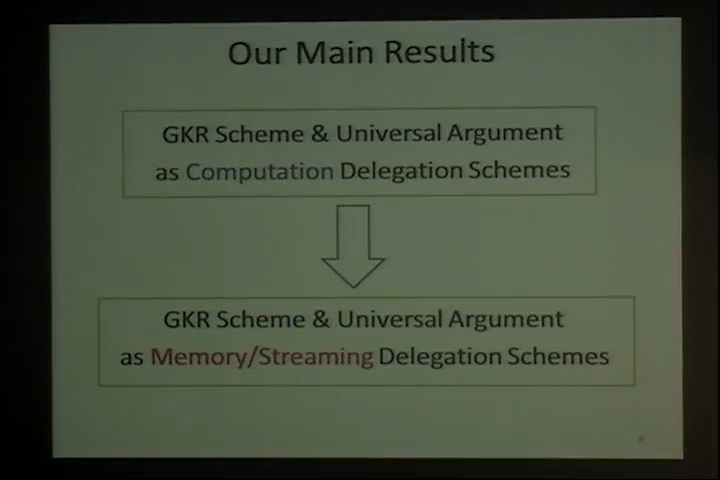 Our Main Results
GKR Scheme & Universal Argument
as Computation Delegation Schemes
GKR Scheme & Universal Argument
as Memory/Streaming Delegation Schemes